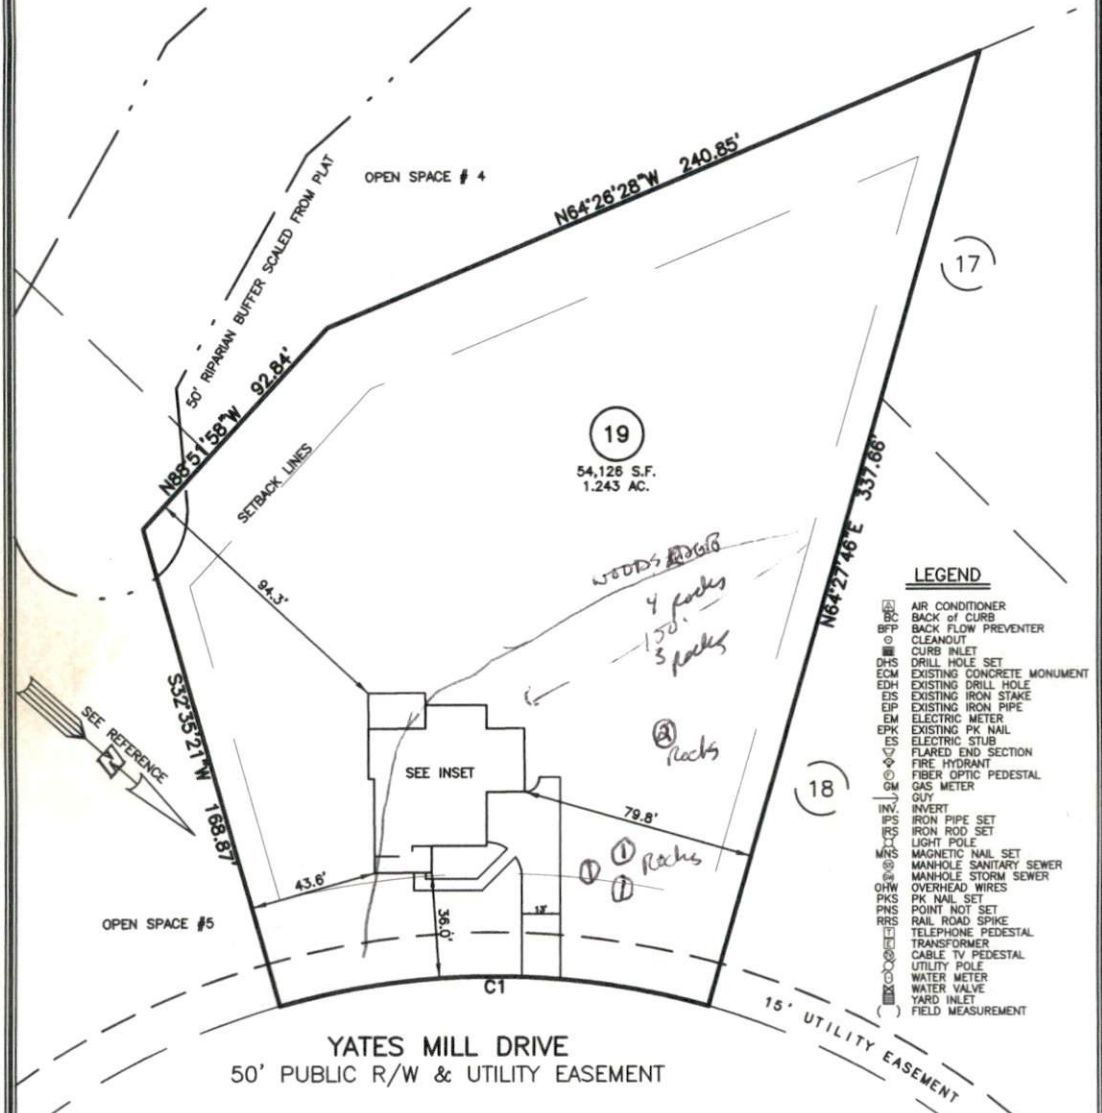 OPEN SPACE # 4
N64°26'28"W 240.85'
50' RIPARIAN BUFFER SCALED FROM PLAT
17
N88°51'58"W 92.84'
SETBACK LINES
19
54,126 S.F.
1.243 AC.
N64°27'46"E 337.66'
WOODS EDGE
4 Rocks
150'
3 Rocks
94.3'
S32°35'21"W 168.87'
SEE REFERENCE
N
SEE INSET
2
Rocks
18
79.8'
1
1
Rocks
1
43.6'
36.0'
OPEN SPACE #5
C1
YATES MILL DRIVE
50' PUBLIC R/W & UTILITY EASEMENT
15' UTILITY EASEMENT
LEGEND
A AIR CONDITIONER
BC BACK of CURB
BFP BACK FLOW PREVENTER
CLEANOUT
CURB INLET
DHS DRILL HOLE SET
ECM EXISTING CONCRETE MONUMENT
EDH EXISTING DRILL HOLE
EIS EXISTING IRON STAKE
EIP EXISTING IRON PIPE
EM ELECTRIC METER
EPK EXISTING PK NAIL
ES ELECTRIC STUB
FLARED END SECTION
FIRE HYDRANT
FIBER OPTIC PEDESTAL
GM GAS METER
GUY
INV. INVERT
IPS IRON PIPE SET
IRS IRON ROD SET
LIGHT POLE
MNS MAGNETIC NAIL SET
MANHOLE SANITARY SEWER
MANHOLE STORM SEWER
OHW OVERHEAD WIRES
PKS PK NAIL SET
PNS POINT NOT SET
RRS RAIL ROAD SPIKE
T TELEPHONE PEDESTAL
E TRANSFORMER
CABLE TV PEDESTAL
UTILITY POLE
WATER METER
WATER VALVE
YARD INLET
( ) FIELD MEASUREMENT